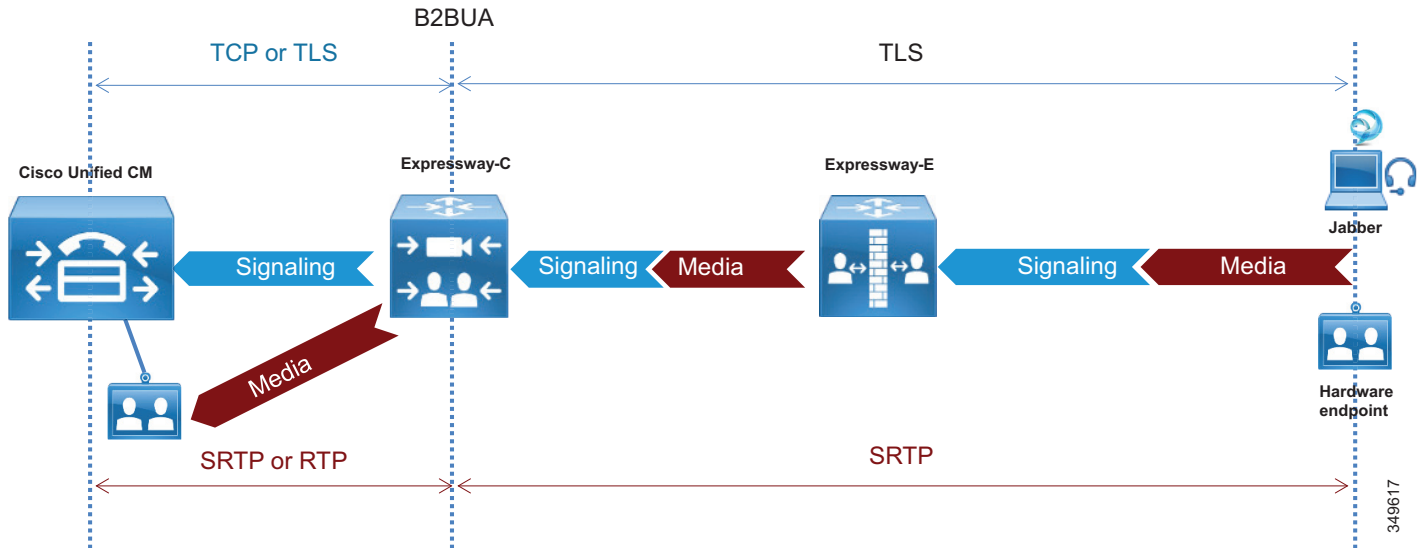 B2BUA
TCP or TLS
TLS
Cisco Unified CM
Expressway-C
Expressway-E
Jabber
Signaling
Signaling
Media
Signaling
Media
Media
Hardware
endpoint
SRTP or RTP
SRTP
349617